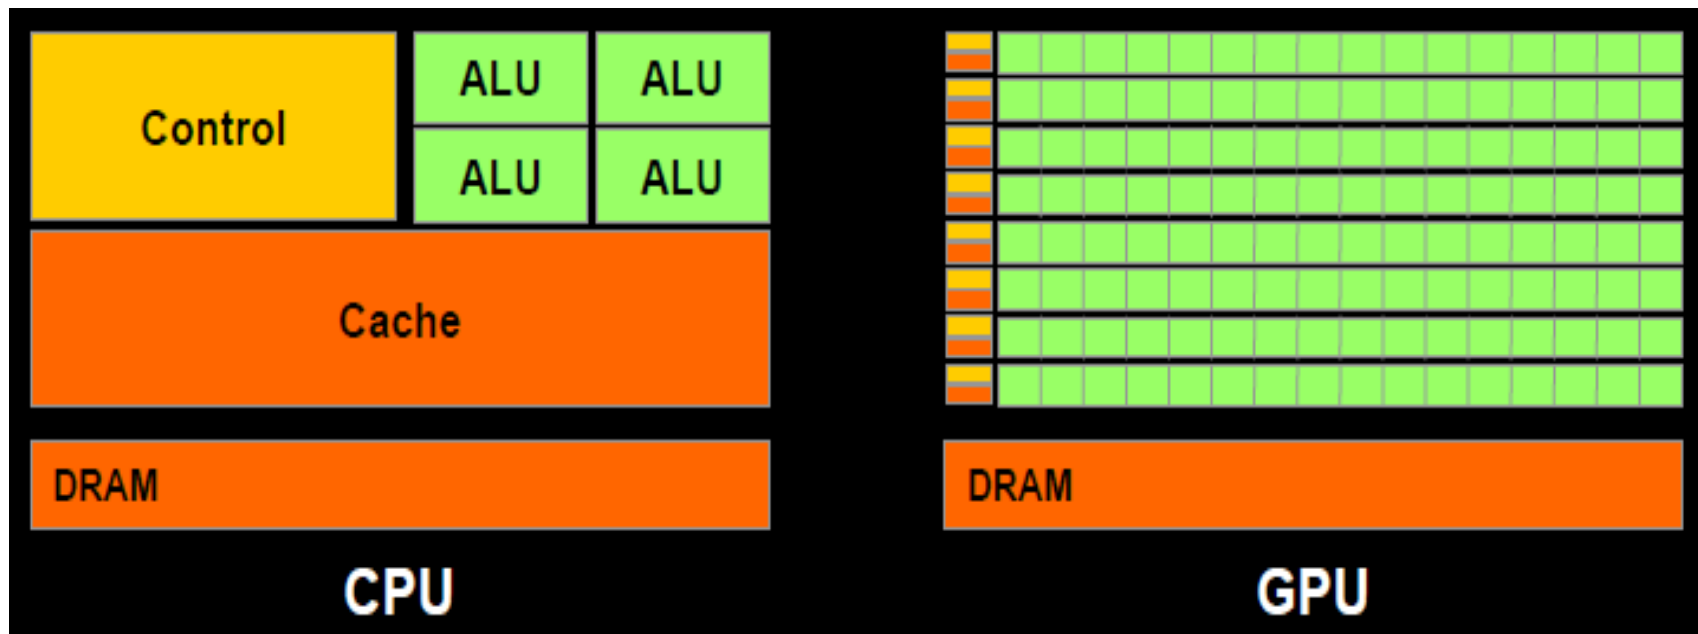 Control
ALU ALU
ALU ALU
Cache
DRAM
CPU
DRAM
GPU